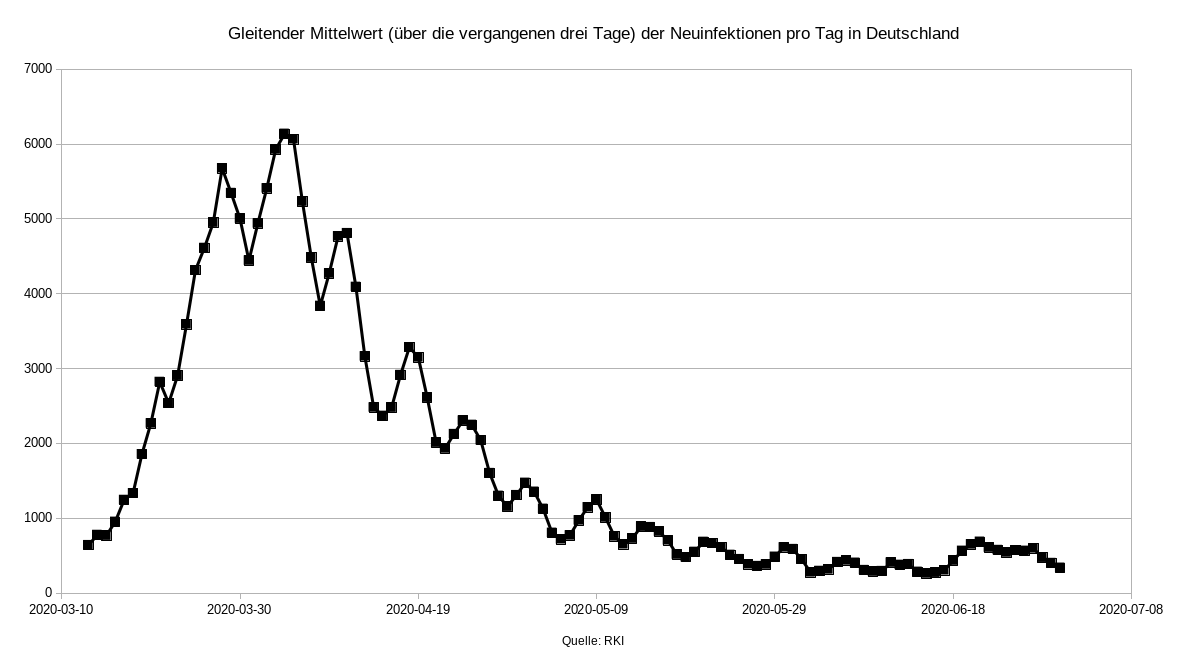 Gleitender Mittelwert (über die vergangenen drei Tage) der Neuinfektionen pro Tag in Deutschland
7000
6000
5000
4000
3000
2000
1000
0
2020-03-10 2020-03-30 2020-04-19 2020-05-09 2020-05-29 2020-06-18 2020-07-08
Quelle: RKI